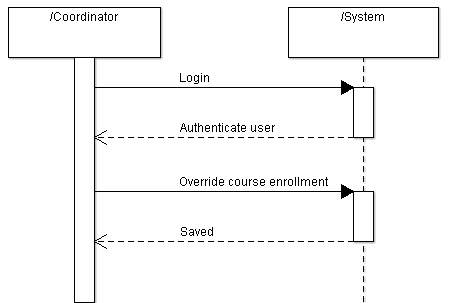 /Coordinator
/System
Login
Authenticate user
Override course enrollment
Saved